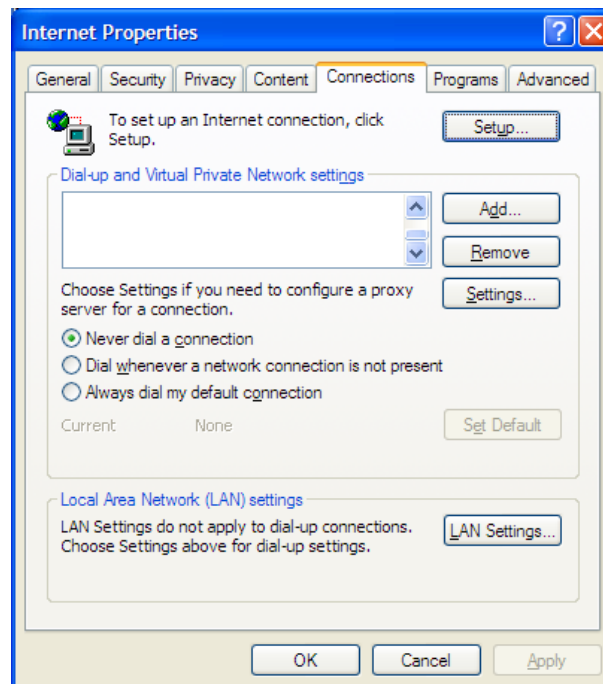 Internet Properties
General Security Privacy Content Connections Programs Advanced
To set up an Internet connection, click
Setup.
Setup...
Dial-up and Virtual Private Network settings
Add...
Remove
Choose Settings if you need to configure a proxy
server for a connection.
Settings...
Never dial a connection
Dial whenever a network connection is not present
Always dial my default connection
Current None Set Default
Local Area Network (LAN) settings
LAN Settings do not apply to dial-up connections.
Choose Settings above for dial-up settings.
LAN Settings...
OK Cancel Apply